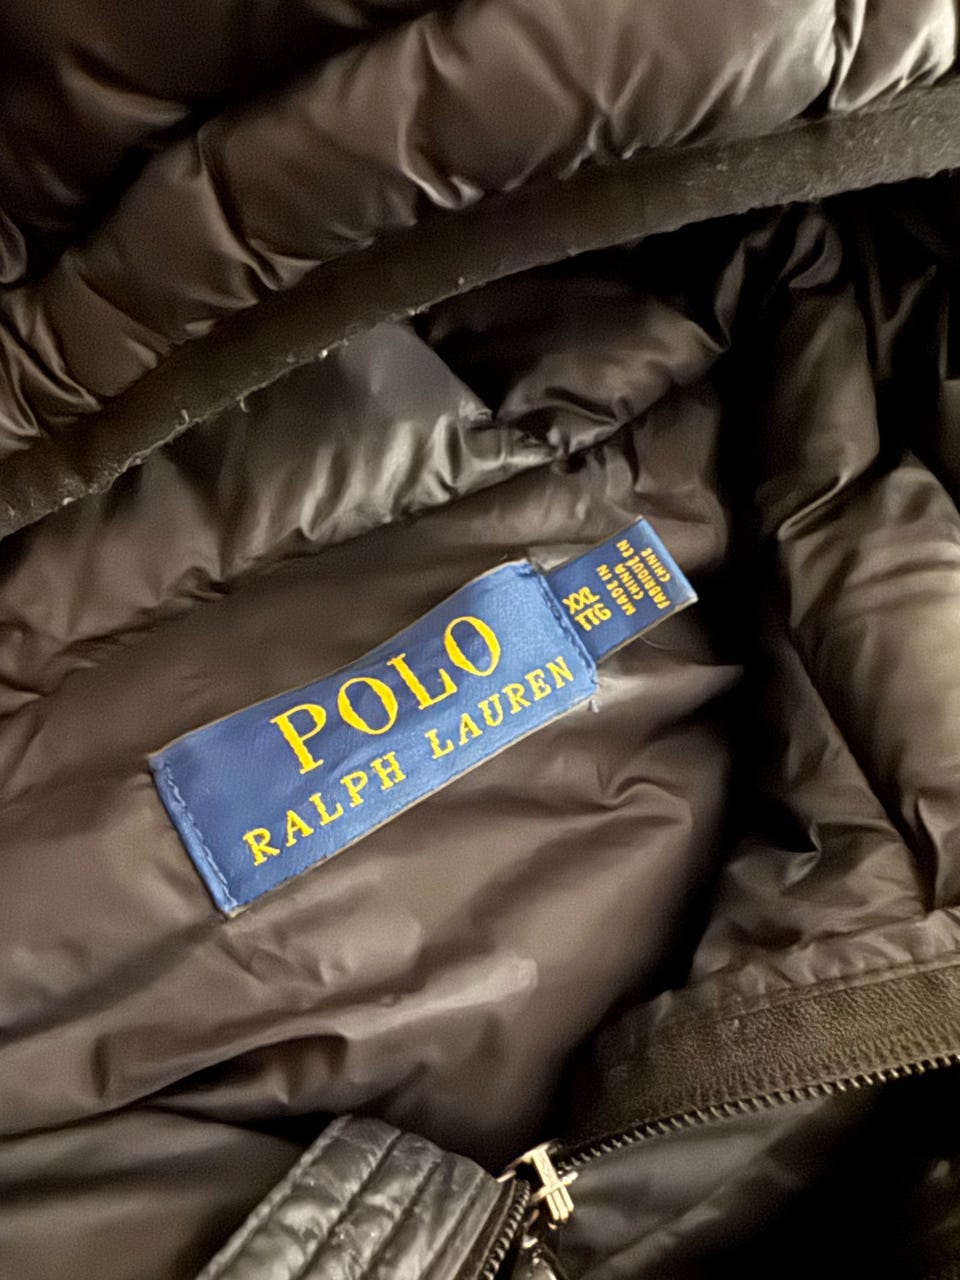 POLO
RALPH LAUREN
XXL
TTG
MADE IN
CHINA
FABRIQUÉ EN
CHINE